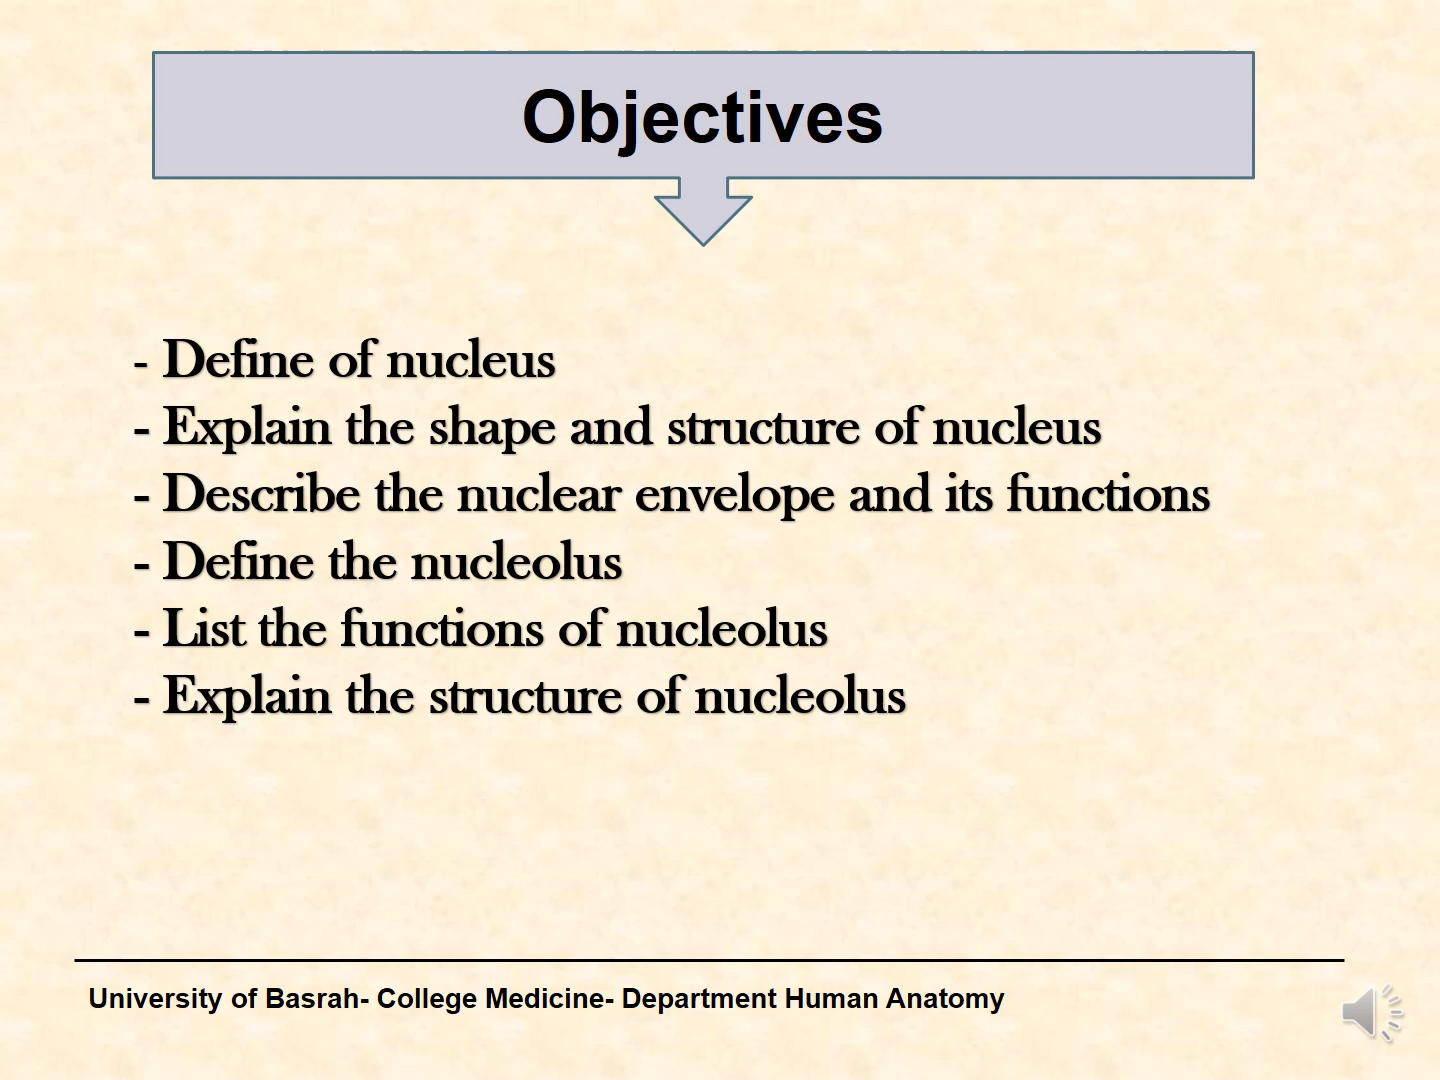 Objectives
- Define of nucleus
- Explain the shape and structure of nucleus
- Describe the nuclear envelope and its functions
- Define the nucleolus
- List the functions of nucleolus
- Explain the structure of nucleolus
University of Basrah- College Medicine- Department Human Anatomy